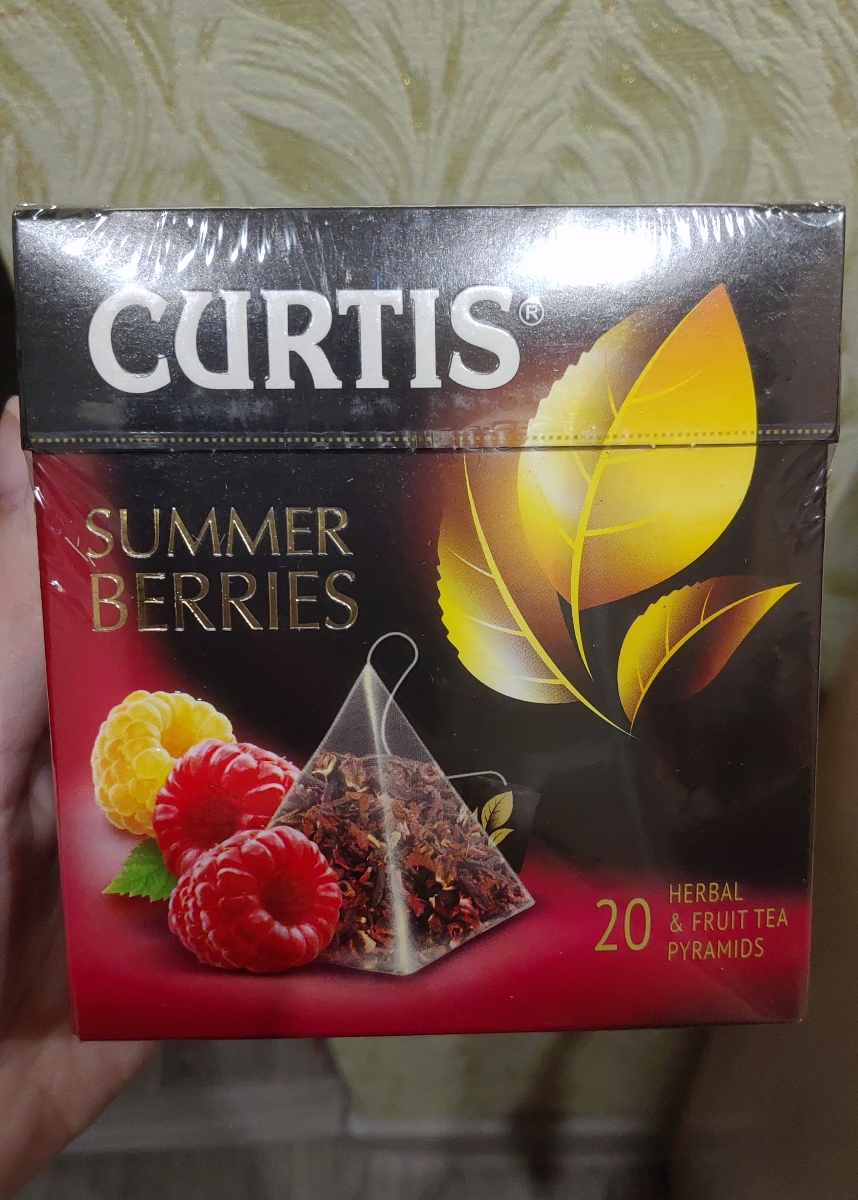 CURTIS®
SUMMER
BERRIES
20
HERBAL
& FRUIT TEA
PYRAMIDS